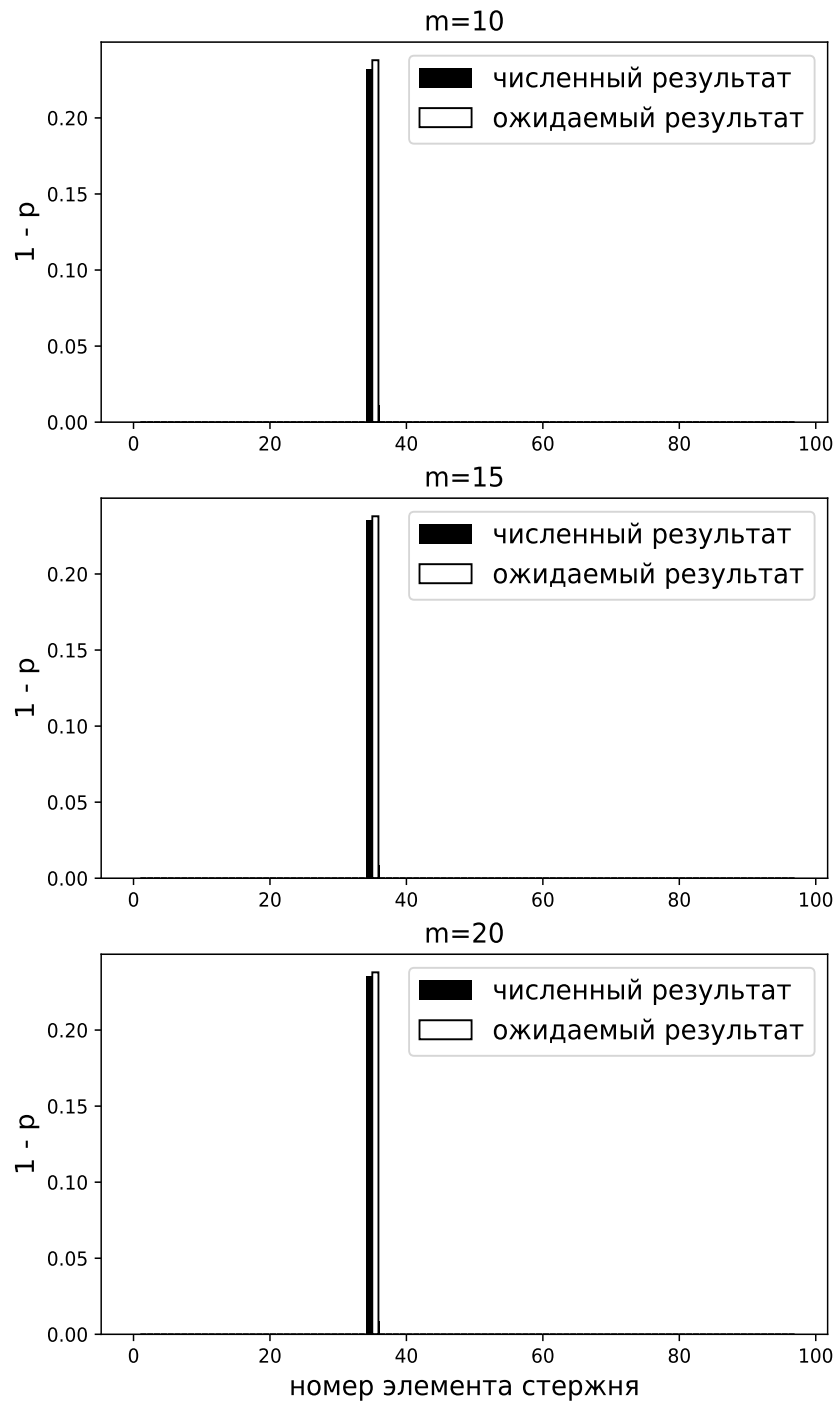 m=10
численный результат
ожидаемый результат
0.20
0.15
0.10
0.05
0.00
1 - p
0 20 40 60 80 100
m=15
численный результат
ожидаемый результат
0.20
0.15
0.10
0.05
0.00
1 - p
0 20 40 60 80 100
m=20
численный результат
ожидаемый результат
0.20
0.15
0.10
0.05
0.00
1 - p
0 20 40 60 80 100
номер элемента стержня